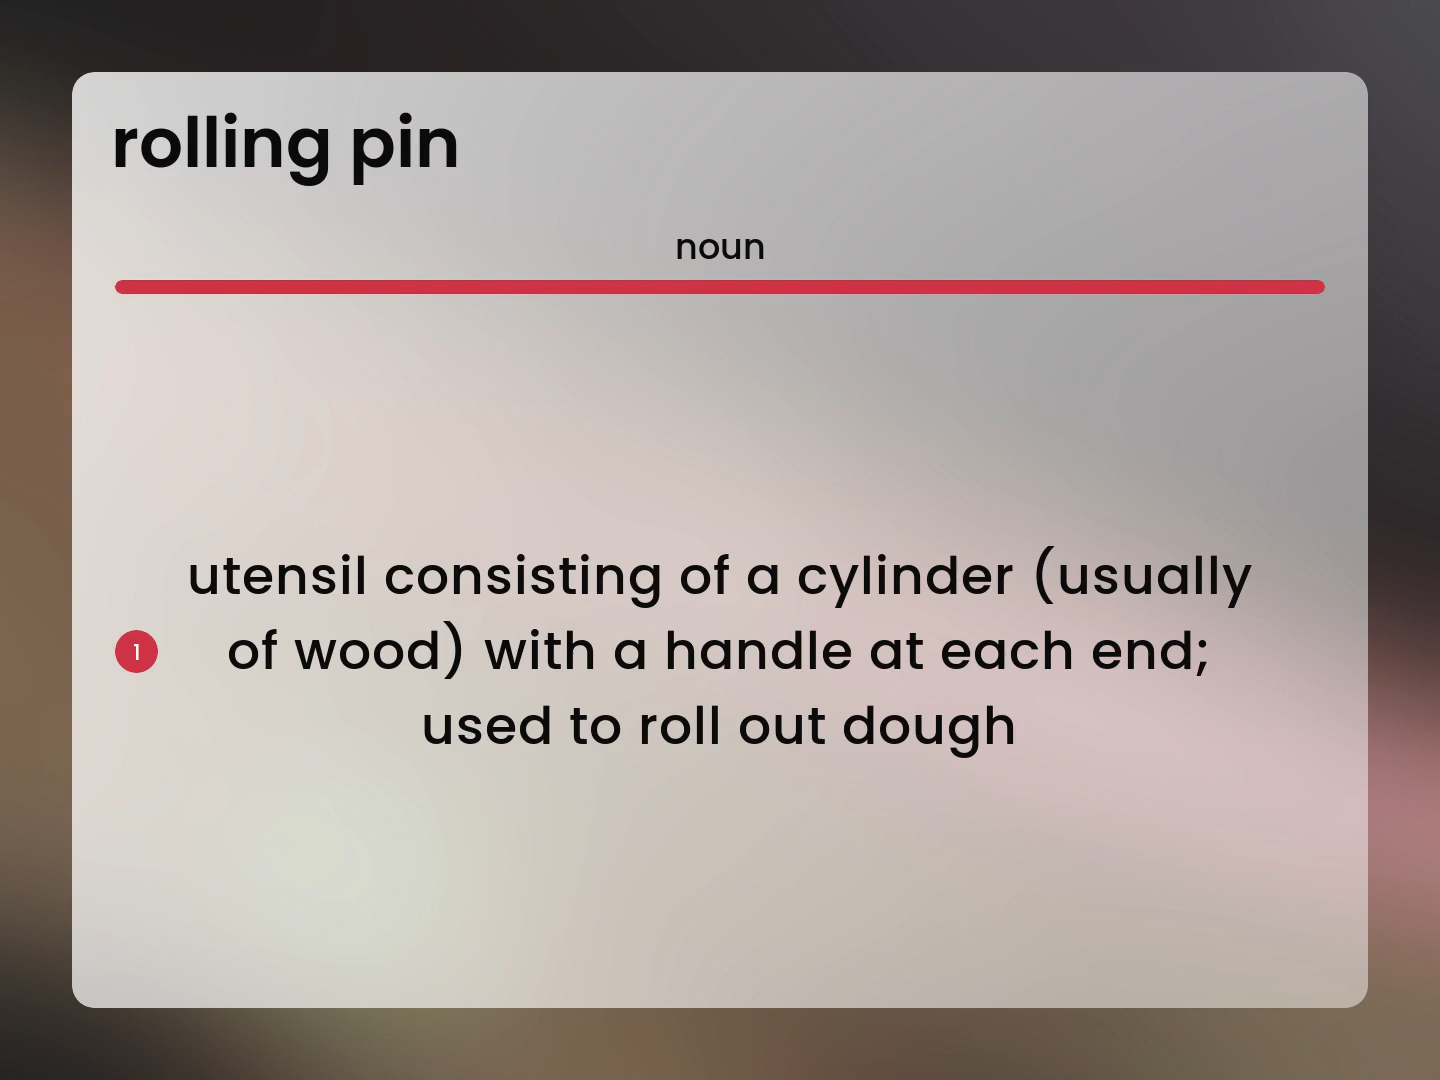 rolling pin
noun
utensil consisting of a cylinder (usually
1 of wood) with a handle at each end;
used to roll out dough